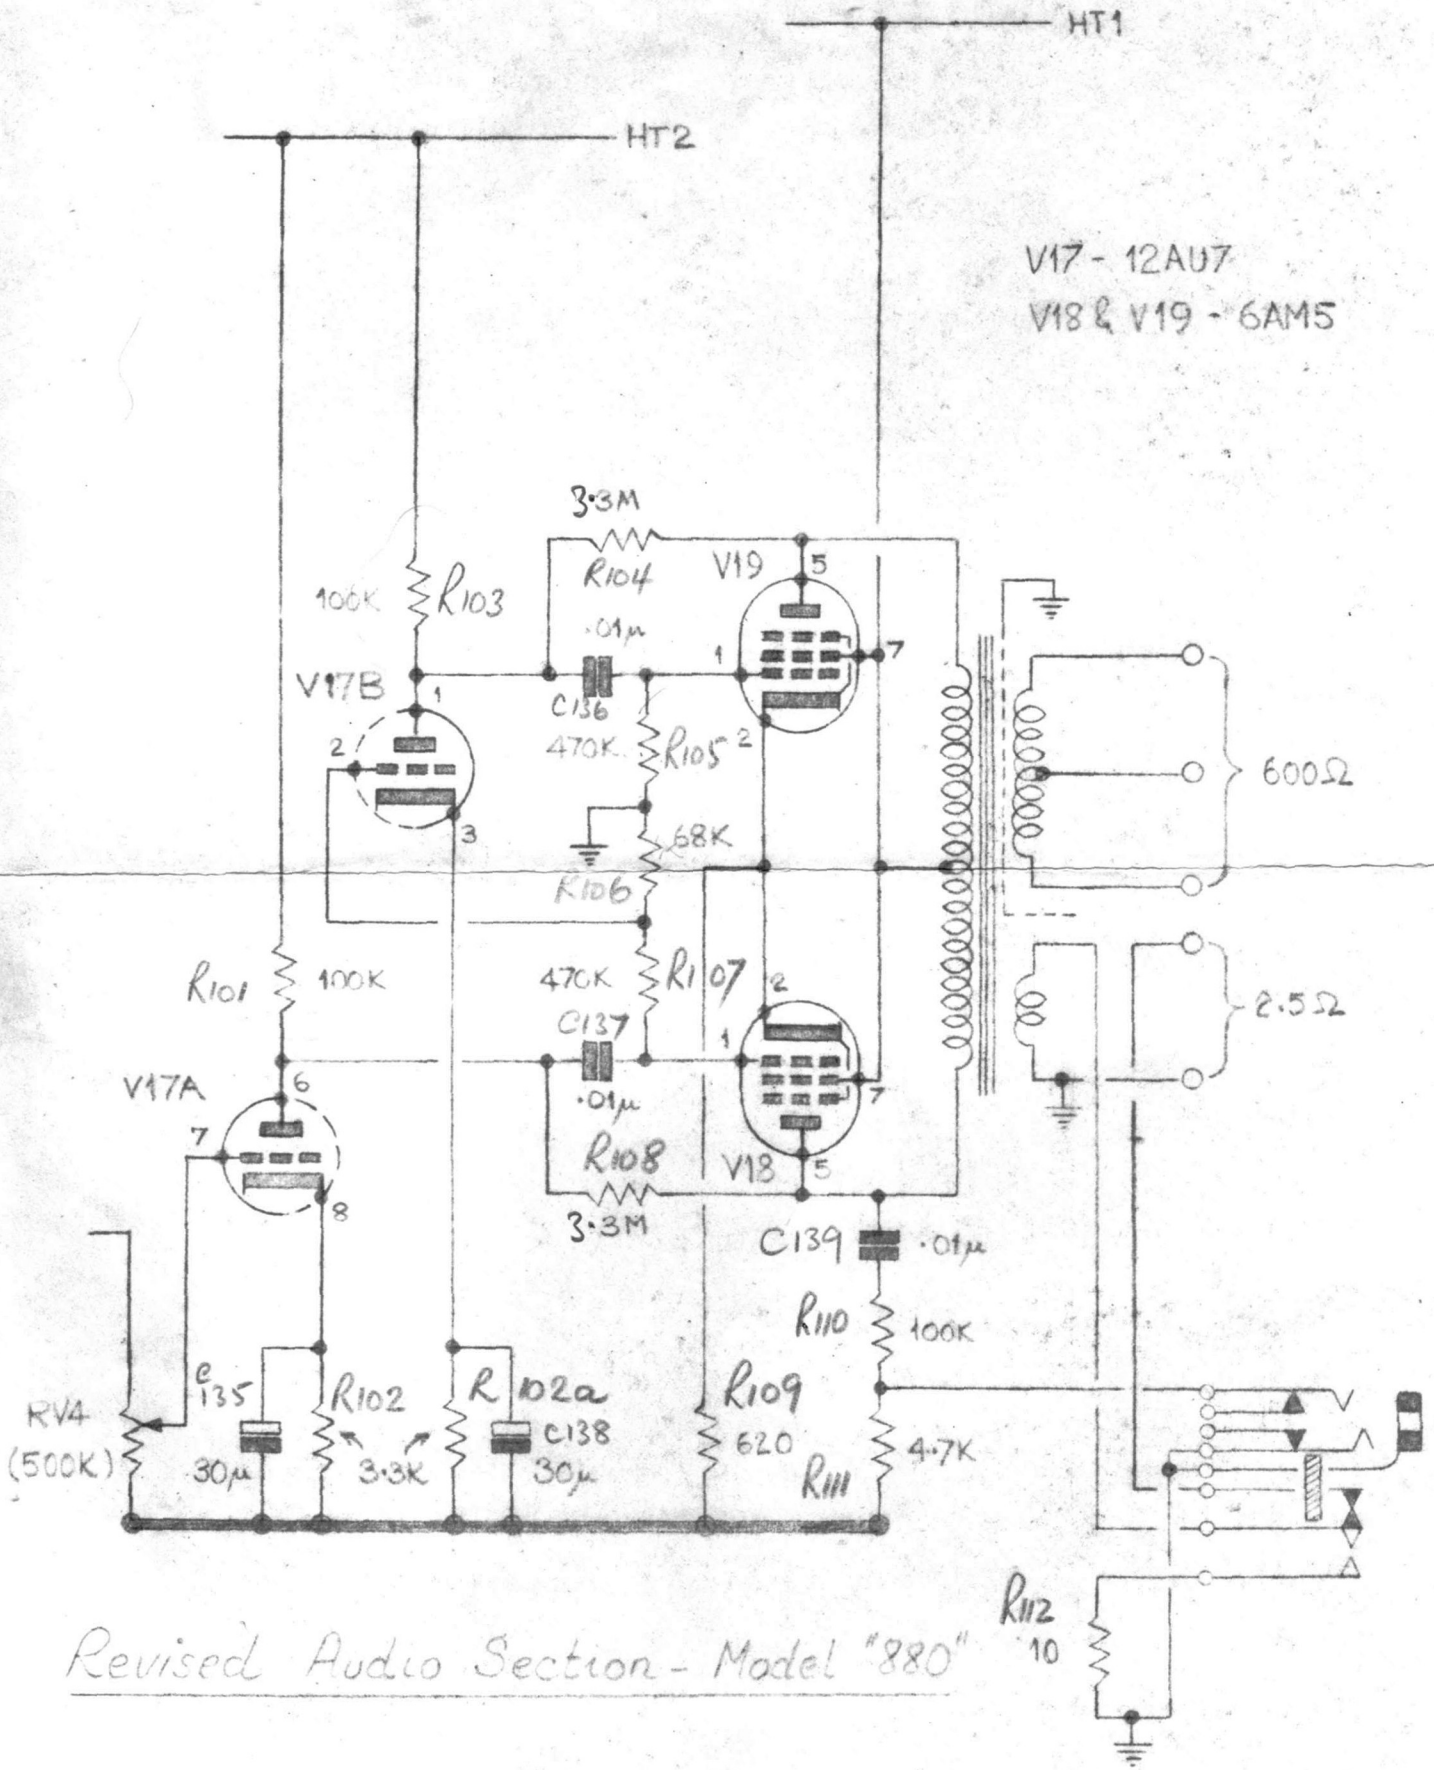 HT1
HT2
V17 - 12AU7
V18 & V19 - 6AM5
3.3M
R104
V19
5
100K
R103
.01µ
1
7
V17B
1
C136
2
470K
R105
2
600Ω
3
68K
R106
R101
100K
470K
R107
2
2.5Ω
C137
1
V17A
6
.01µ
7
7
R108
V18
5
8
3.3M
C139
.01µ
R110
100K
C135
R102
R102a
R109
RV4
(500K)
C138
620
4.7K
30µ
3.3K
30µ
R111
R112
10
Revised Audio Section - Model "880"